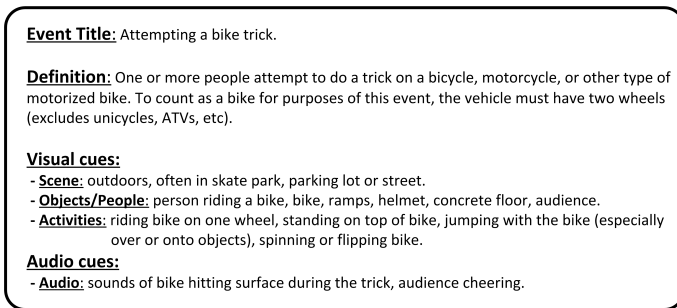 Event Title: Attempting a bike trick.
Definition: One or more people attempt to do a trick on a bicycle, motorcycle, or other type of
motorized bike. To count as a bike for purposes of this event, the vehicle must have two wheels
(excludes unicycles, ATVs, etc).
Visual cues:
- Scene: outdoors, often in skate park, parking lot or street.
- Objects/People: person riding a bike, bike, ramps, helmet, concrete floor, audience.
- Activities: riding bike on one wheel, standing on top of bike, jumping with the bike (especially
over or onto objects), spinning or flipping bike.
Audio cues:
- Audio: sounds of bike hitting surface during the trick, audience cheering.